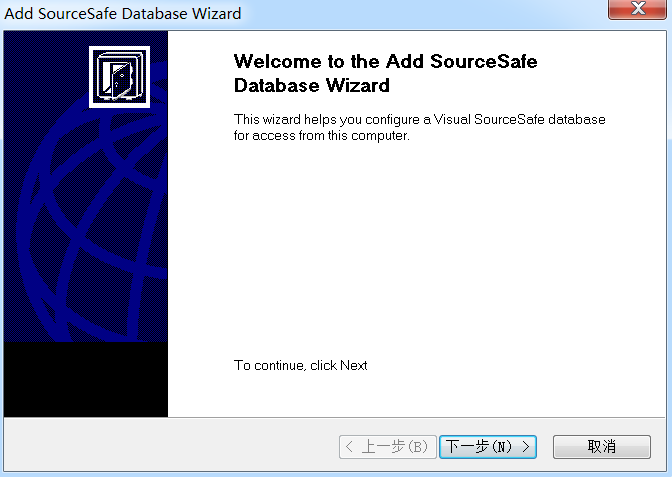 Add SourceSafe Database Wizard
Welcome to the Add SourceSafe
Database Wizard
This wizard helps you configure a Visual SourceSafe database
for access from this computer.
To continue, click Next
< 上一步(B)
下一步(N) >
取消